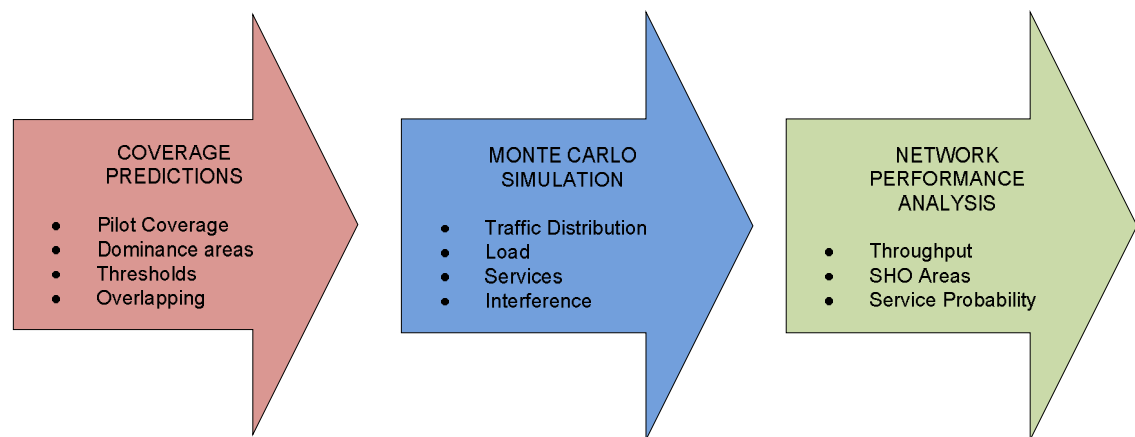 COVERAGE
PREDICTIONS
● Pilot Coverage
● Dominance areas
● Thresholds
● Overlapping
MONTE CARLO
SIMULATION
● Traffic Distribution
● Load
● Services
● Interference
NETWORK
PERFORMANCE
ANALYSIS
● Throughput
● SHO Areas
● Service Probability